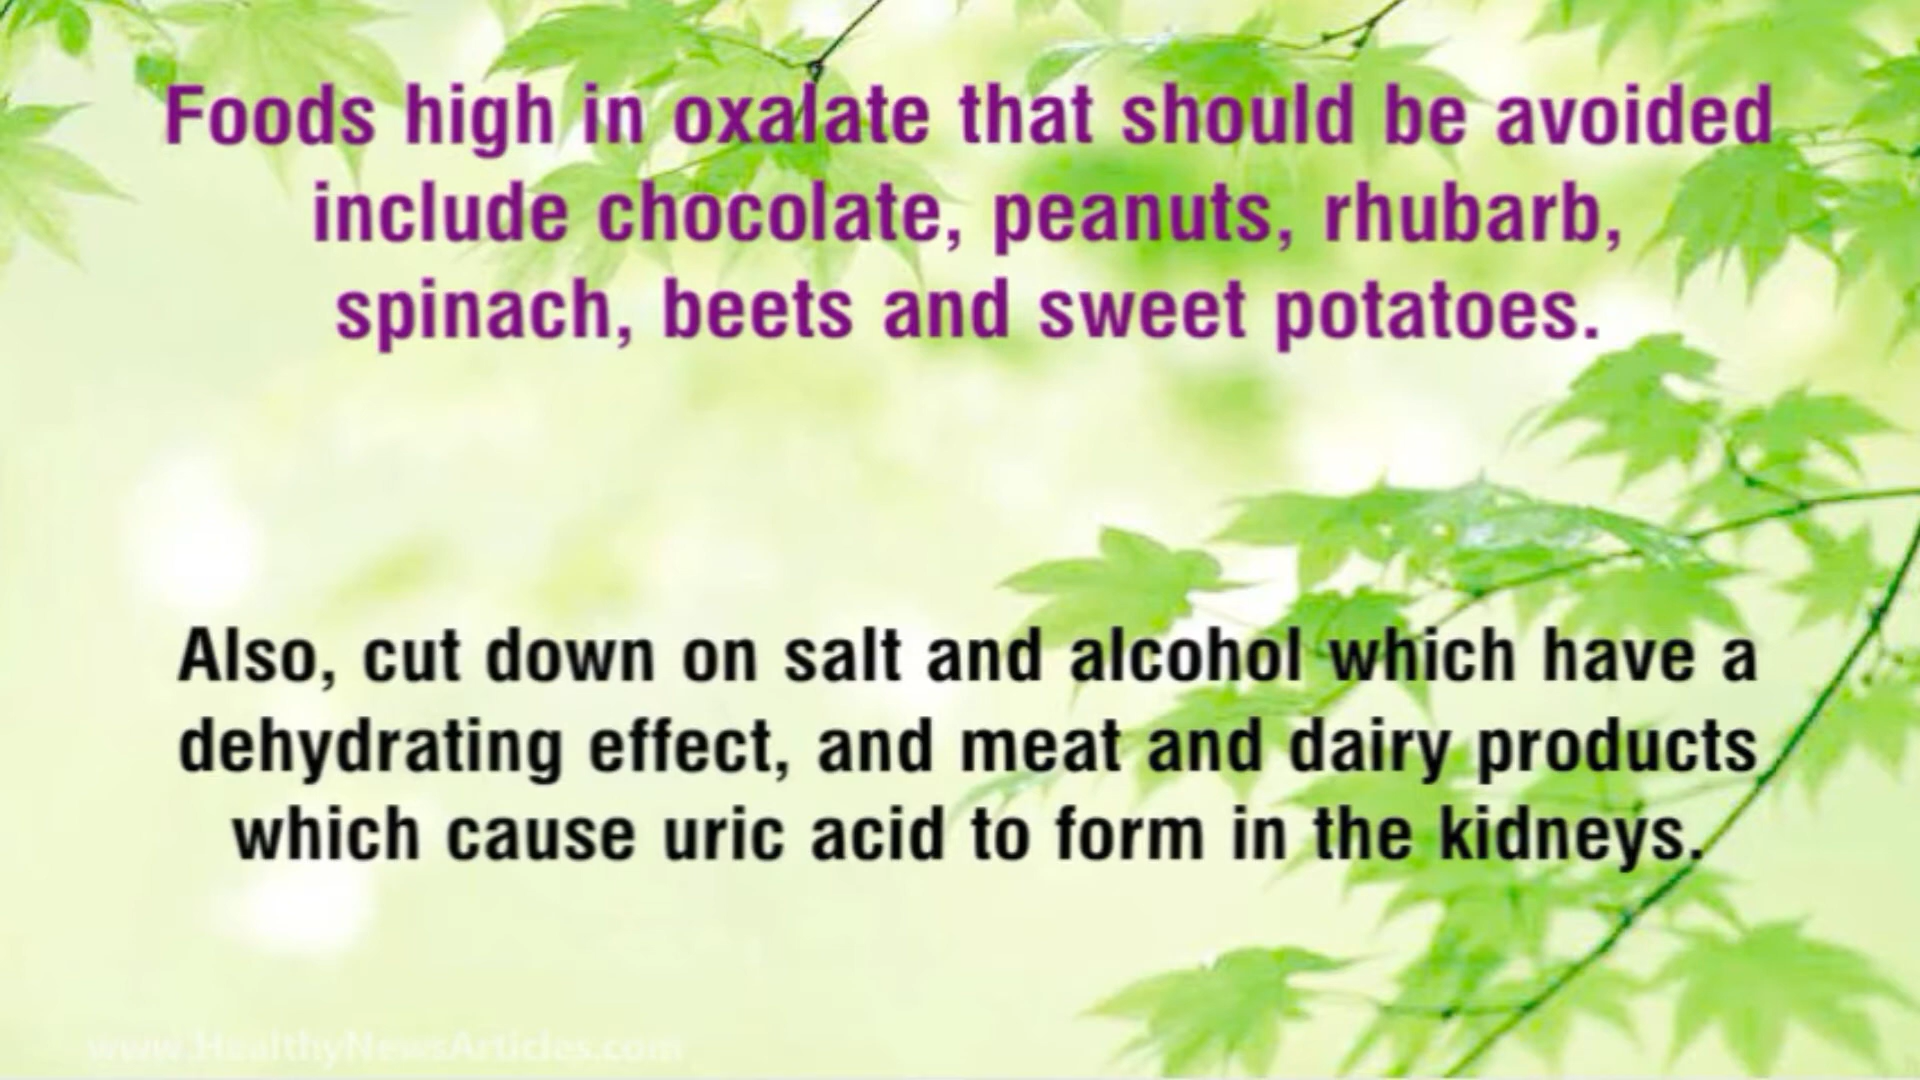 Foods high in oxalate that should be avoided
include chocolate, peanuts, rhubarb,
spinach, beets and sweet potatoes.
Also, cut down on salt and alcohol which have a
dehydrating effect, and meat and dairy products
which cause uric acid to form in the kidneys.
www.HealthyNewsArticles.com